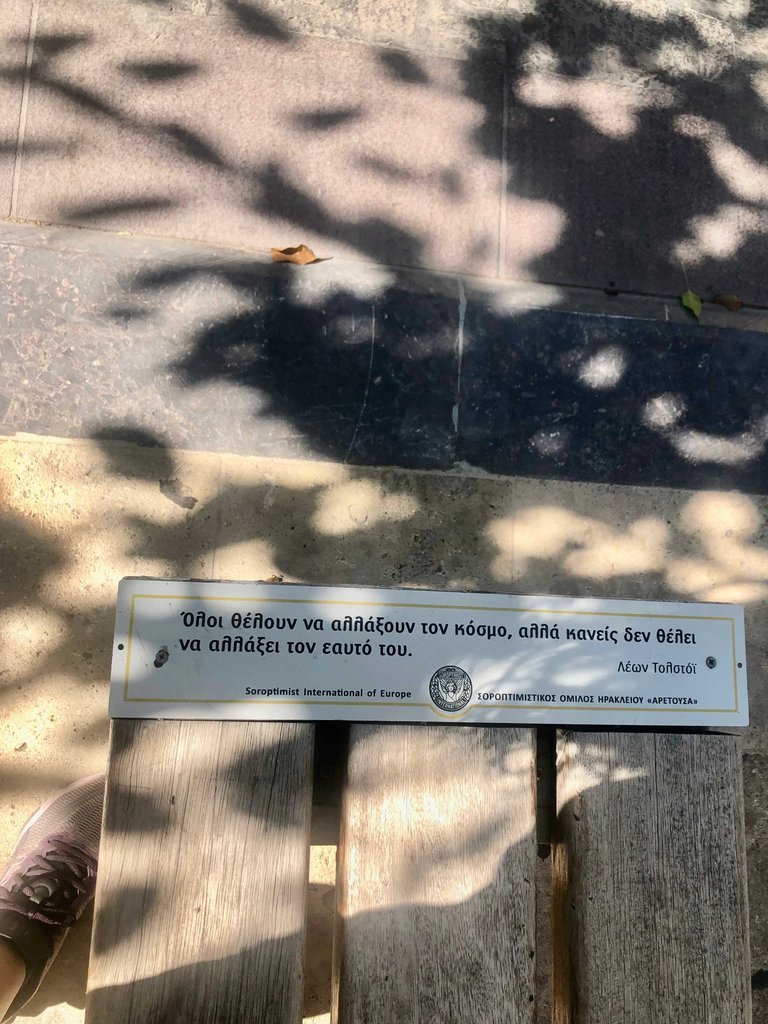 Όλοι θέλουν να αλλάξουν τον κόσμο, αλλά κανείς δεν θέλει
να αλλάξει τον εαυτό του.
Λέων Τολστόϊ
Soroptimist International of Europe
ΣΟΡΟΠΤΙΜΙΣΤΙΚΟΣ ΟΜΙΛΟΣ ΗΡΑΚΛΕΙΟΥ «ΑΡΕΤΟΥΣΑ»